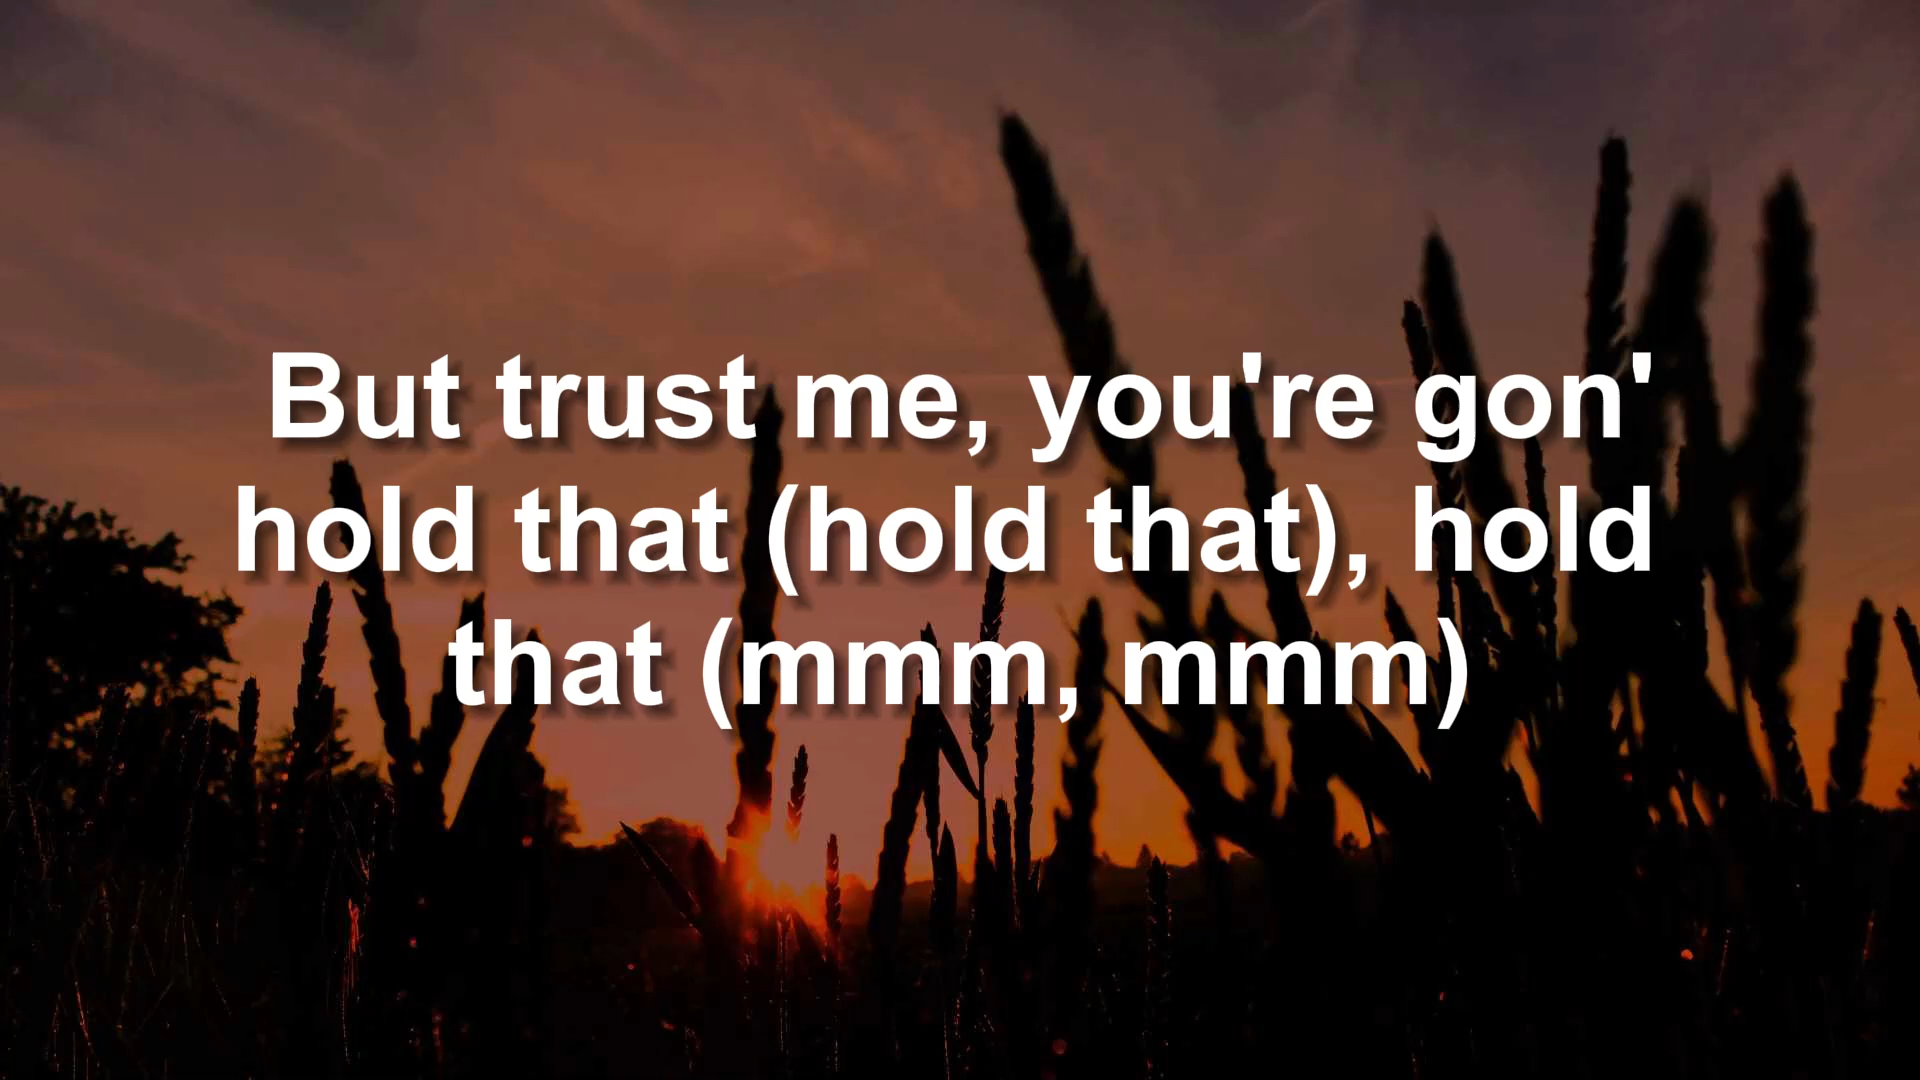 But trust me, you're gon'
hold that (hold that), hold
that (mmm, mmm)